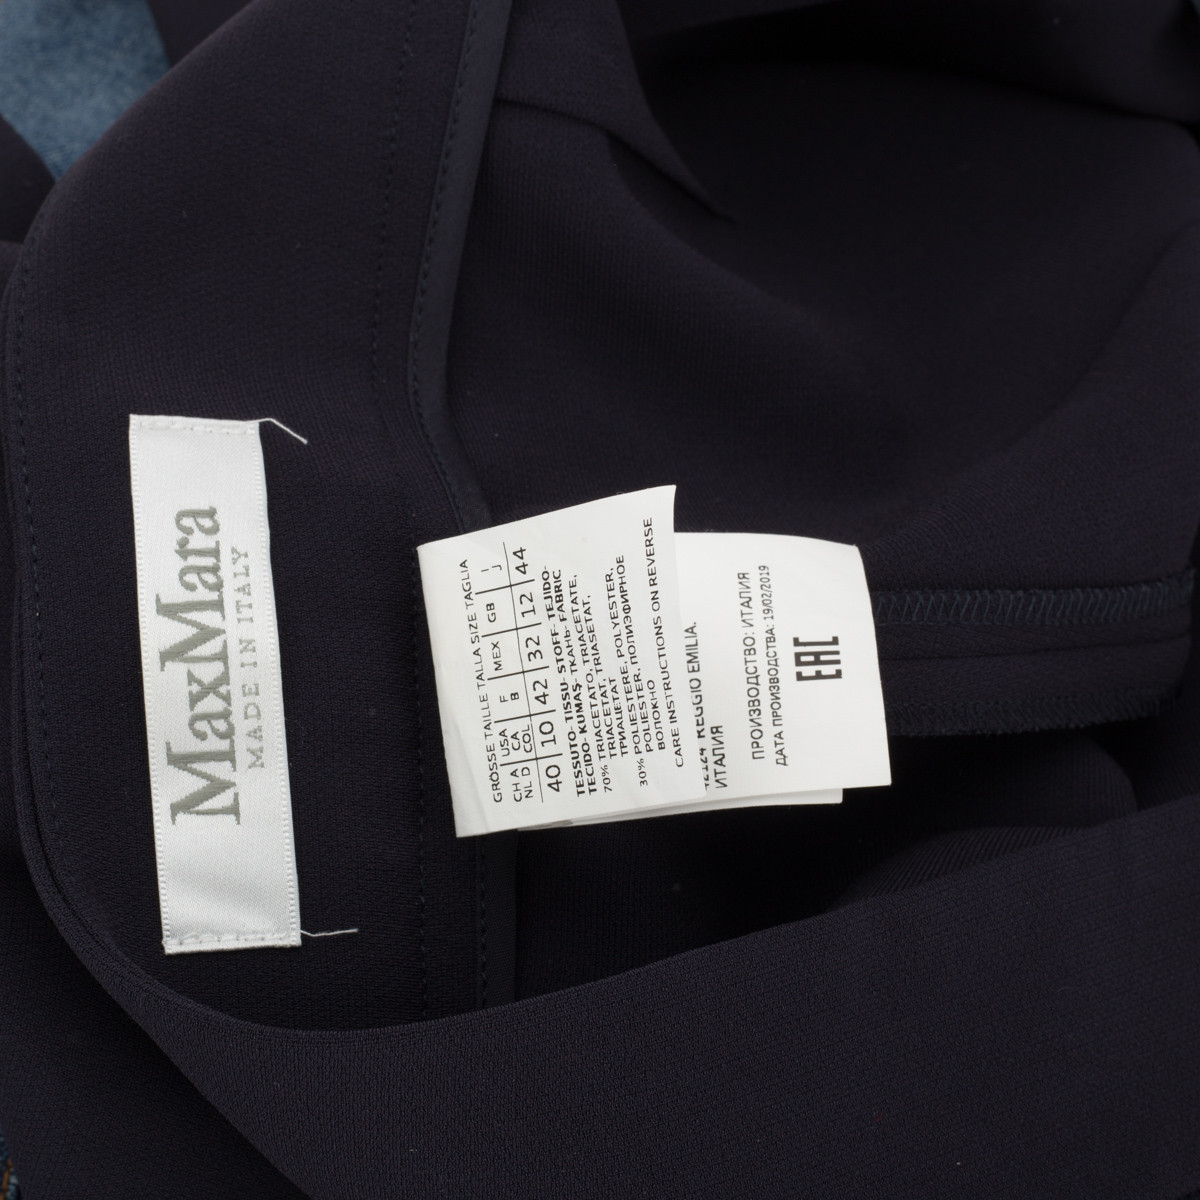 MaxMara
MADE IN ITALY
GRÖSSE TAILLE TALLA SIZE TAGLIA
CH A USA F MEX GB I
NL D CA B J
COL
40 10 42 32 12 44
TESSUTO- TISSU- STOFF- TEJIDO-
TECIDO- KUMAŞ- ТКАНЬ- FABRIC
70% TRIACETATO, TRIACETATE,
TRIACETAT, TRIASETAT,
ТРИАЦЕТАТ
30% POLIESTERE, POLYESTER,
POLIESTER, ПОЛИЭФИРНОЕ
ВОЛОКНО
CARE INSTRUCTIONS ON REVERSE
42124 REGGIO EMILIA,
ИТАЛИЯ
ПРОИЗВОДСТВО: ИТАЛИЯ
ДАТА ПРОИЗВОДСТВА: 19/02/2019
EAC